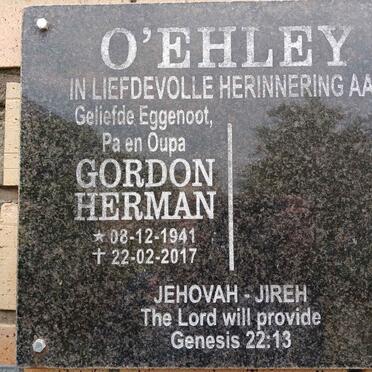 O'EHLEY
IN LIEFDEVOLLE HERINNERING AA
Geliefde Eggenoot,
Pa en Oupa
GORDON
HERMAN
* 08-12-1941
† 22-02-2017
JEHOVAH - JIREH
The Lord will provide
Genesis 22:13